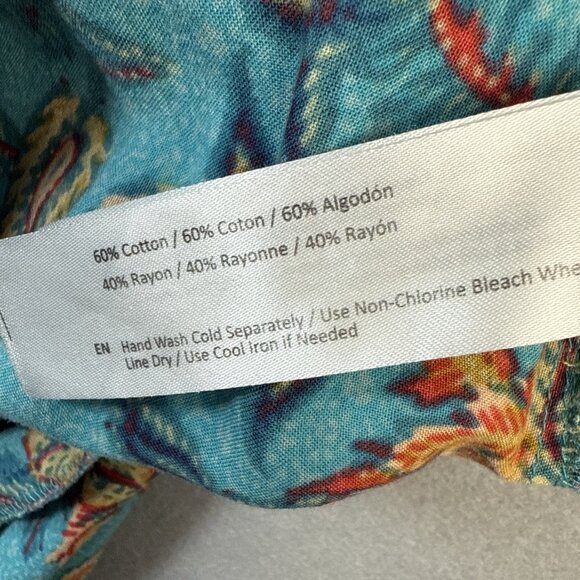 60% Cotton / 60% Coton / 60% Algodón
40% Rayon / 40% Rayonne / 40% Rayón
EN Hand Wash Cold Separately / Use Non-Chlorine Bleach Whe
Line Dry / Use Cool iron if Needed